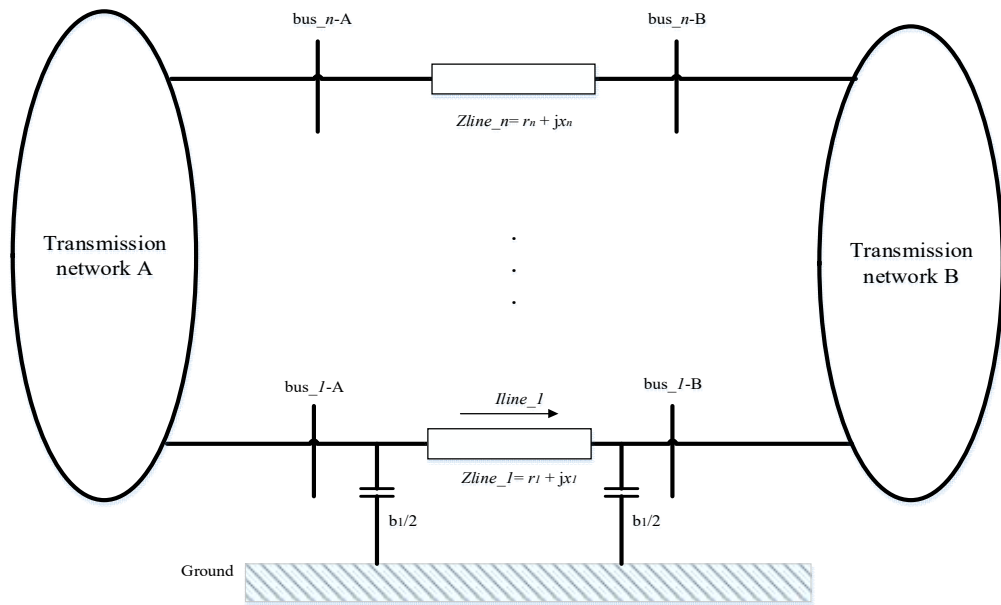 bus_n-A
bus_n-B
Zline_n= rn + jxn
Transmission
network A
Transmission
network B
.
.
.
bus_1-A
Iline_1
bus_1-B
Zline_1= r1 + jx1
b1/2
b1/2
Ground